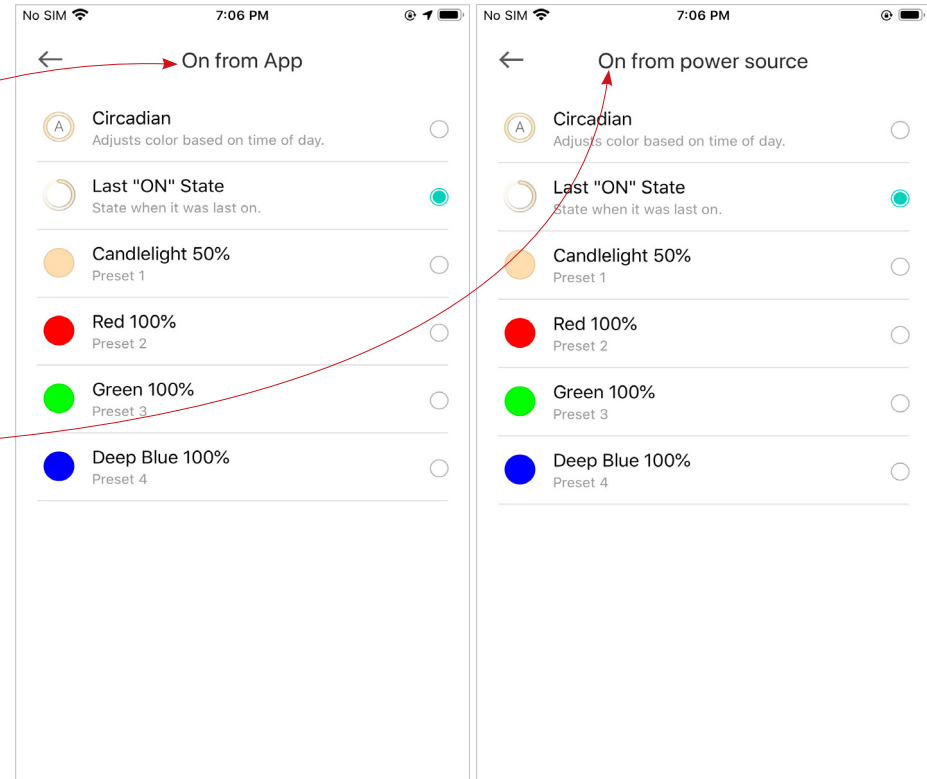 No SIM 7:06 PM
On from App
A
Circadian
Adjusts color based on time of day.
Last "ON" State
State when it was last on.
Candlelight 50%
Preset 1
Red 100%
Preset 2
Green 100%
Preset 3
Deep Blue 100%
Preset 4
No SIM 7:06 PM
On from power source
A
Circadian
Adjusts color based on time of day.
Last "ON" State
State when it was last on.
Candlelight 50%
Preset 1
Red 100%
Preset 2
Green 100%
Preset 3
Deep Blue 100%
Preset 4